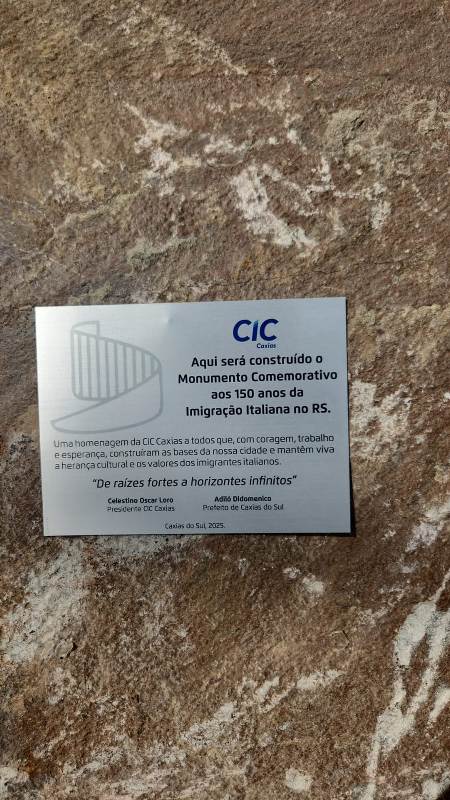 CIC
Caxias
Aqui será construído o
Monumento Comemorativo
aos 150 anos da
Imigração Italiana no RS.
Uma homenagem da CIC Caxias a todos que, com coragem, trabalho
e esperança, construíram as bases da nossa cidade e mantêm viva
a herança cultural e os valores dos imigrantes italianos.
"De raízes fortes a horizontes infinitos"
Celestino Oscar Loro
Presidente CIC Caxias
Adiló Didomenico
Prefeito de Caxias do Sul
Caxias do Sul, 2025.